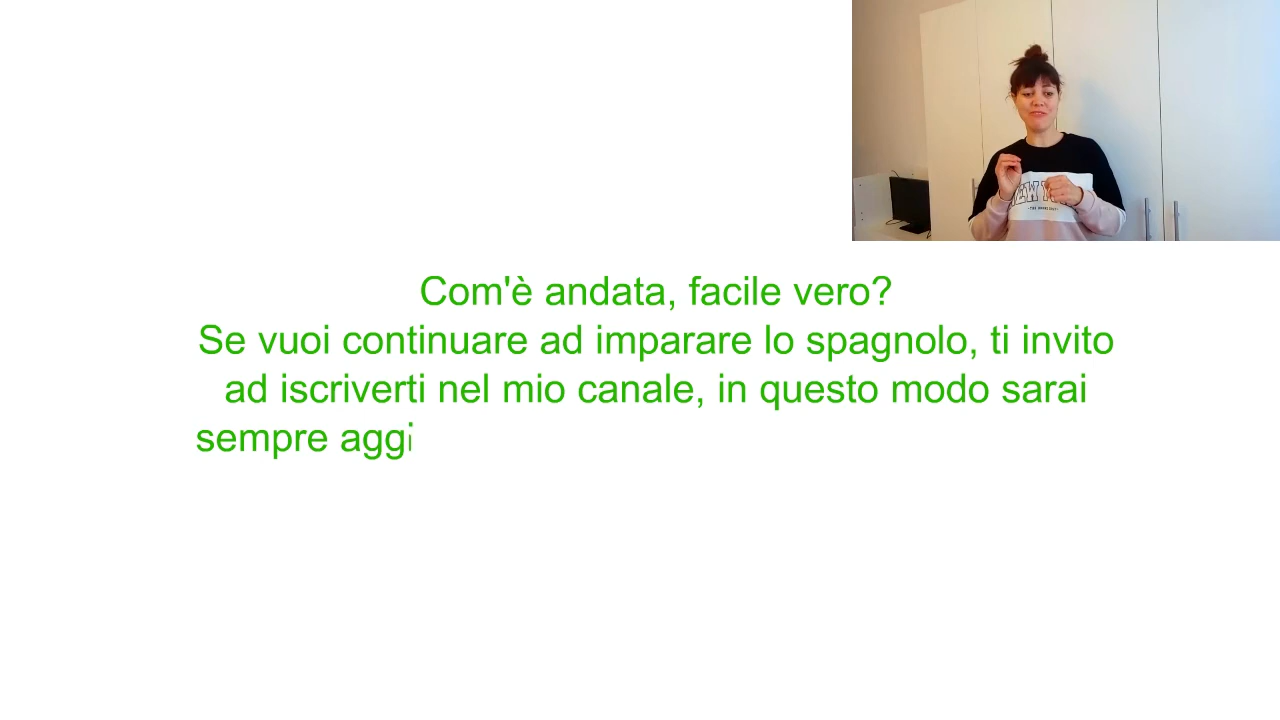 Com'è andata, facile vero?
Se vuoi continuare ad imparare lo spagnolo, ti invito
ad iscriverti nel mio canale, in questo modo sarai
sempre aggi